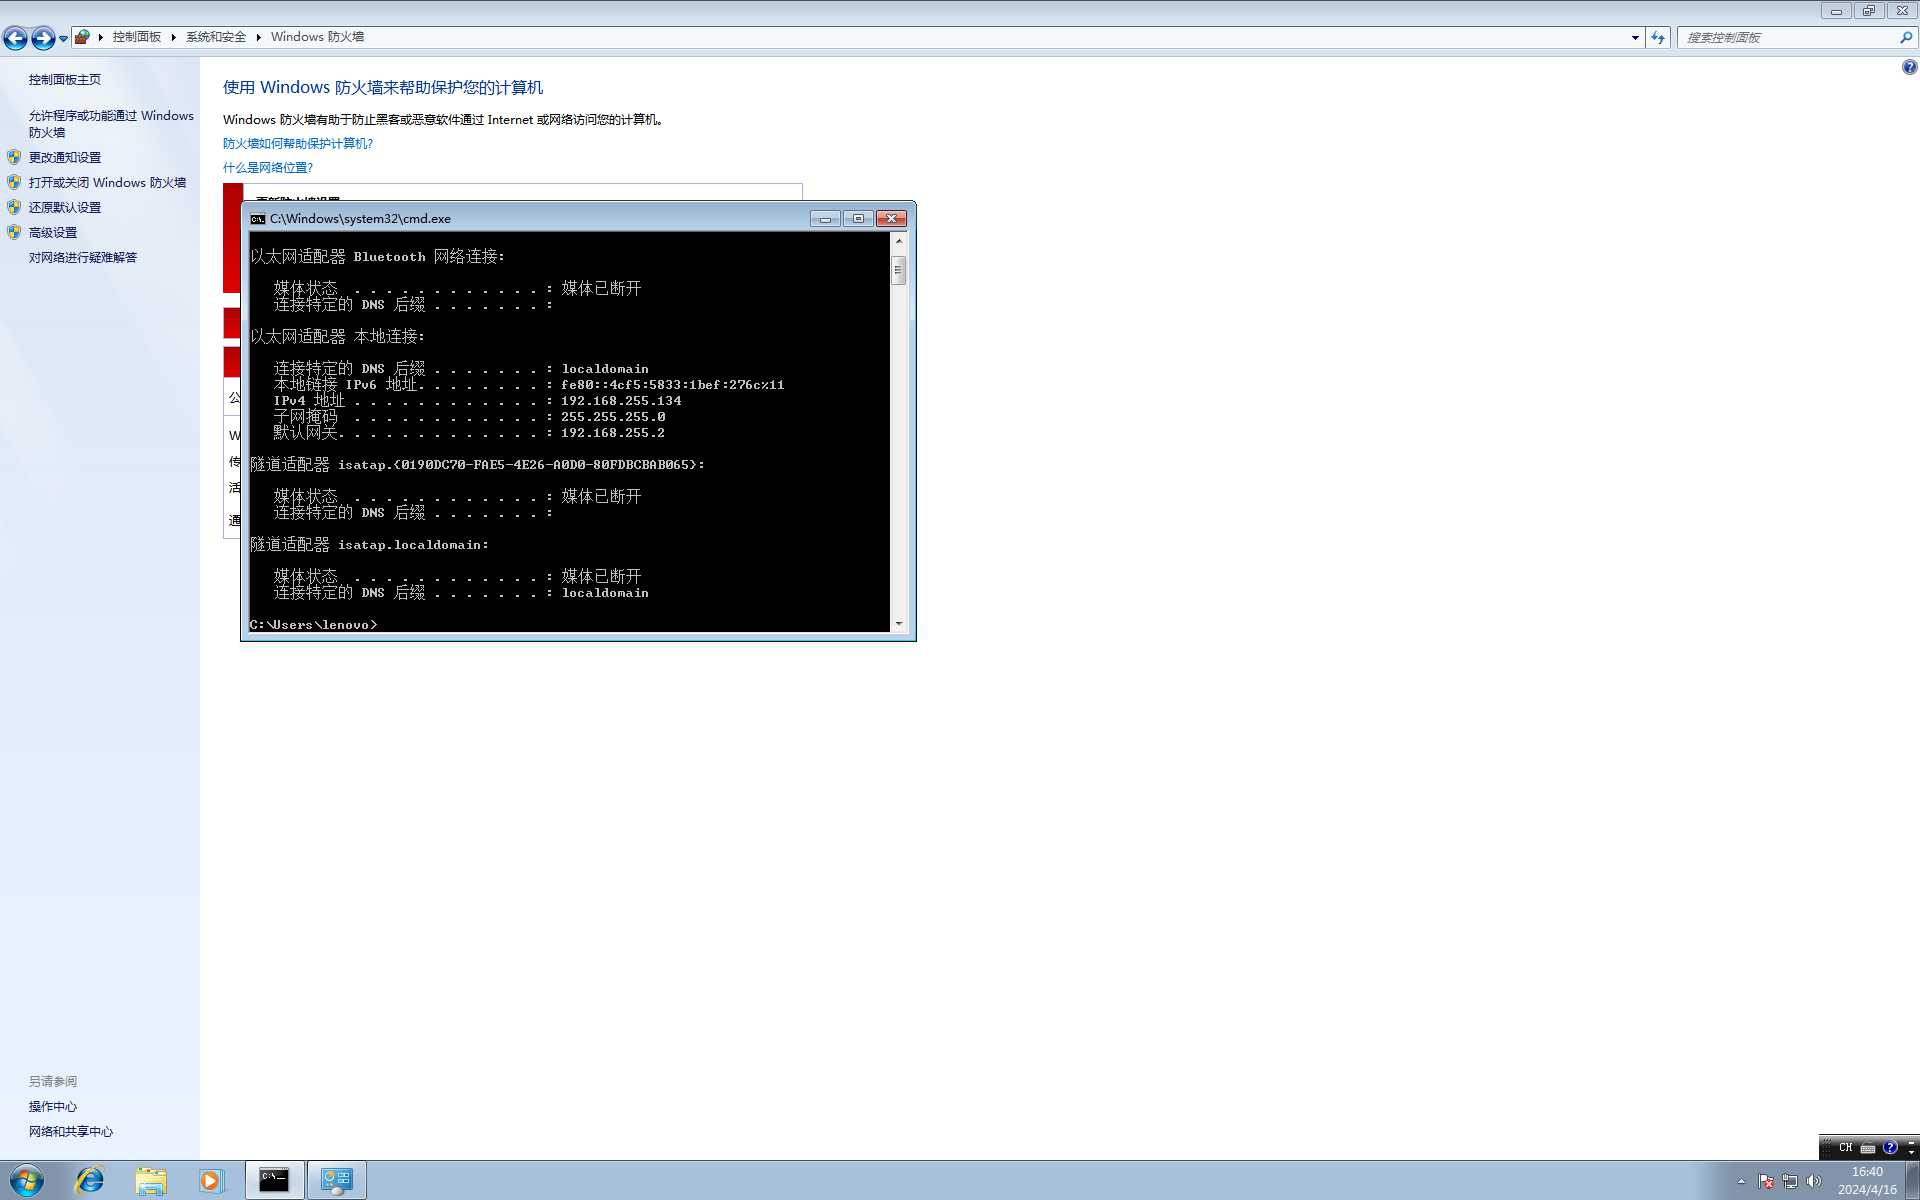 控制面板
系统和安全
Windows 防火墙
搜索控制面板
控制面板主页
允许程序或功能通过 Windows
防火墙
更改通知设置
打开或关闭 Windows 防火墙
还原默认设置
高级设置
对网络进行疑难解答
另请参阅
操作中心
网络和共享中心
使用 Windows 防火墙来帮助保护您的计算机
Windows 防火墙有助于防止黑客或恶意软件通过 Internet 或网络访问您的计算机。
防火墙如何帮助保护计算机?
什么是网络位置?
更新防火墙设置
公
W
传
活
通
C:\Windows\system32\cmd.exe
以太网适配器 Bluetooth 网络连接:
媒体状态  . . . . . . . . . . . . : 媒体已断开
连接特定的 DNS 后缀 . . . . . . . :
以太网适配器 本地连接:
连接特定的 DNS 后缀 . . . . . . . : localdomain
本地链接 IPv6 地址. . . . . . . . : fe80::4cf5:5833:1bef:276c%11
IPv4 地址 . . . . . . . . . . . . : 192.168.255.134
子网掩码  . . . . . . . . . . . . : 255.255.255.0
默认网关. . . . . . . . . . . . . : 192.168.255.2
隧道适配器 isatap.{0190DC70-FAE5-4E26-A0D0-80FDBCBAB065}:
媒体状态  . . . . . . . . . . . . : 媒体已断开
连接特定的 DNS 后缀 . . . . . . . :
隧道适配器 isatap.localdomain:
媒体状态  . . . . . . . . . . . . : 媒体已断开
连接特定的 DNS 后缀 . . . . . . . : localdomain
C:\Users\lenovo>
CH
16:40
2024/4/16